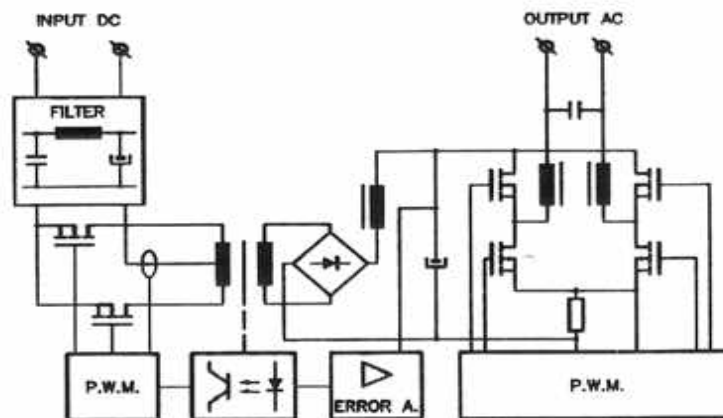 INPUT DC
OUTPUT AC
FILTER
P.W.M.
ERROR A.
P.W.M.